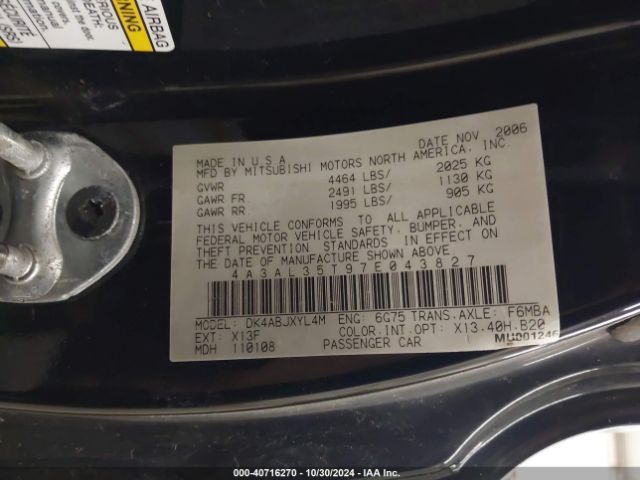 AIRBAG
WARNING
DATE NOV 2006
MADE IN U.S.A.
MFD BY MITSUBISHI MOTORS NORTH AMERICA, INC.
GVWR 4464 LBS/ 2025 KG
GAWR FR 2491 LBS/ 1130 KG
GAWR RR 1995 LBS/ 905 KG
THIS VEHICLE CONFORMS TO ALL APPLICABLE
FEDERAL MOTOR VEHICLE SAFETY, BUMPER, AND
THEFT PREVENTION STANDARDS IN EFFECT ON
THE DATE OF MANUFACTURE SHOWN ABOVE
4A3AL35T97E043827
MODEL: DK4ABJXYL4M ENG: 6G75 TRANS.AXLE: F6MBA
EXT: X13F COLOR.INT.OPT: X13.40H.B20
MDH 110108 PASSENGER CAR MU001246
000-40716270 - 10/30/2024 - IAA Inc.